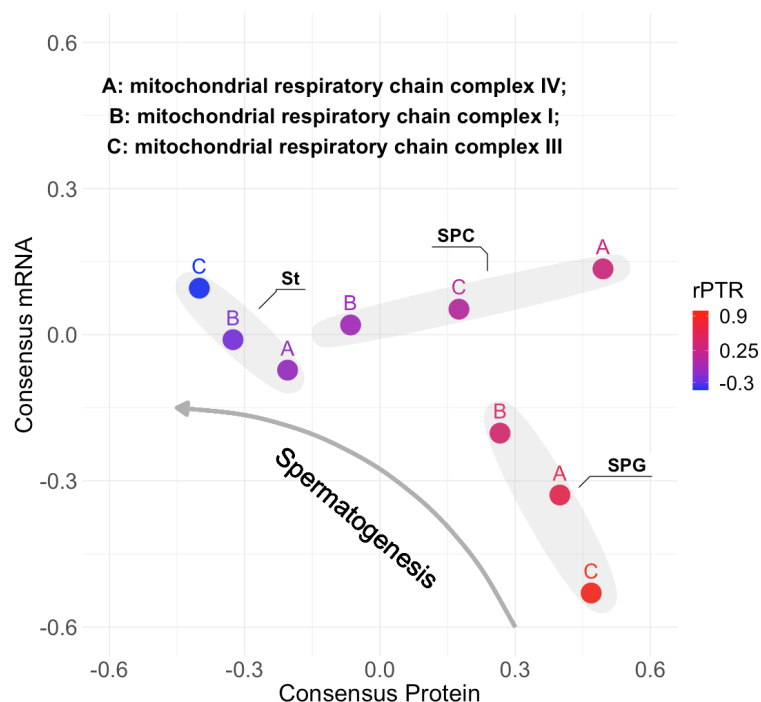 0.6
A: mitochondrial respiratory chain complex IV;
B: mitochondrial respiratory chain complex I;
C: mitochondrial respiratory chain complex III
0.3
SPC
A
C
St
C
B
rPTR
0.9
0.25
-0.3
B
A
0.0
Consensus mRNA
B
A
SPG
C
-0.3
Spermatogenesis
-0.6
-0.6 -0.3 0.0 0.3 0.6
Consensus Protein